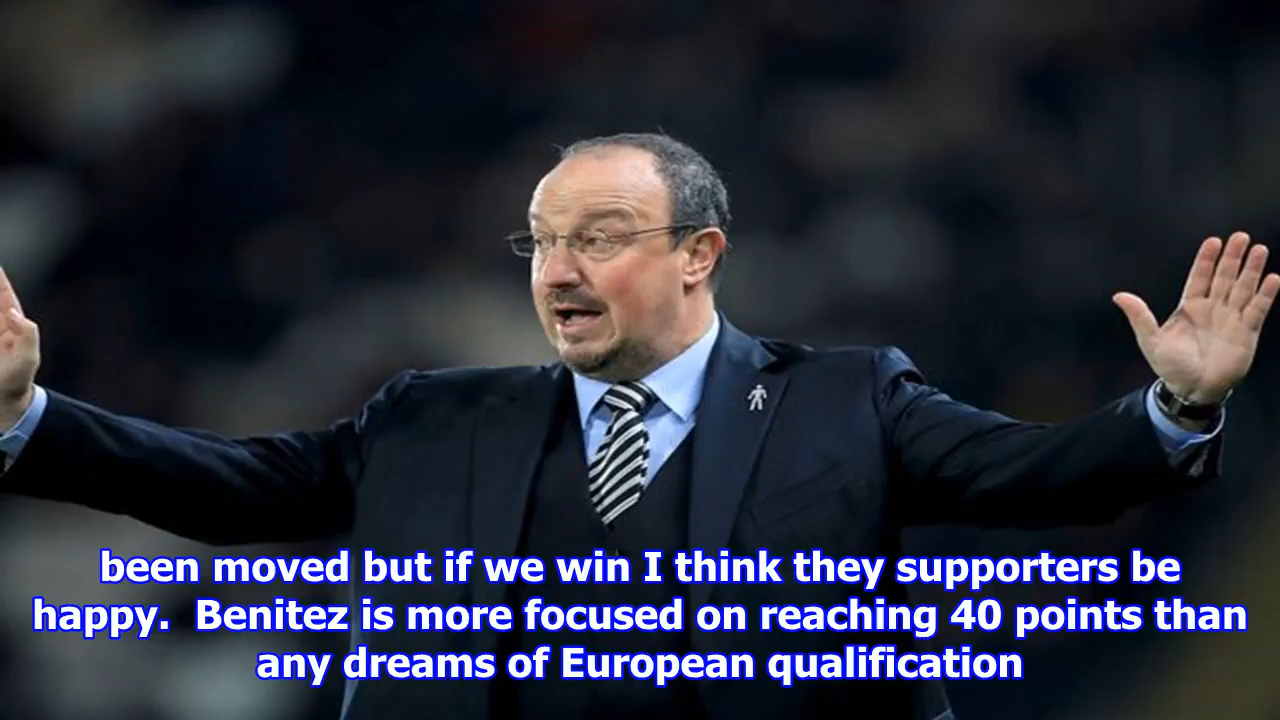 been moved but if we win I think they supporters be
happy.  Benitez is more focused on reaching 40 points than
any dreams of European qualification